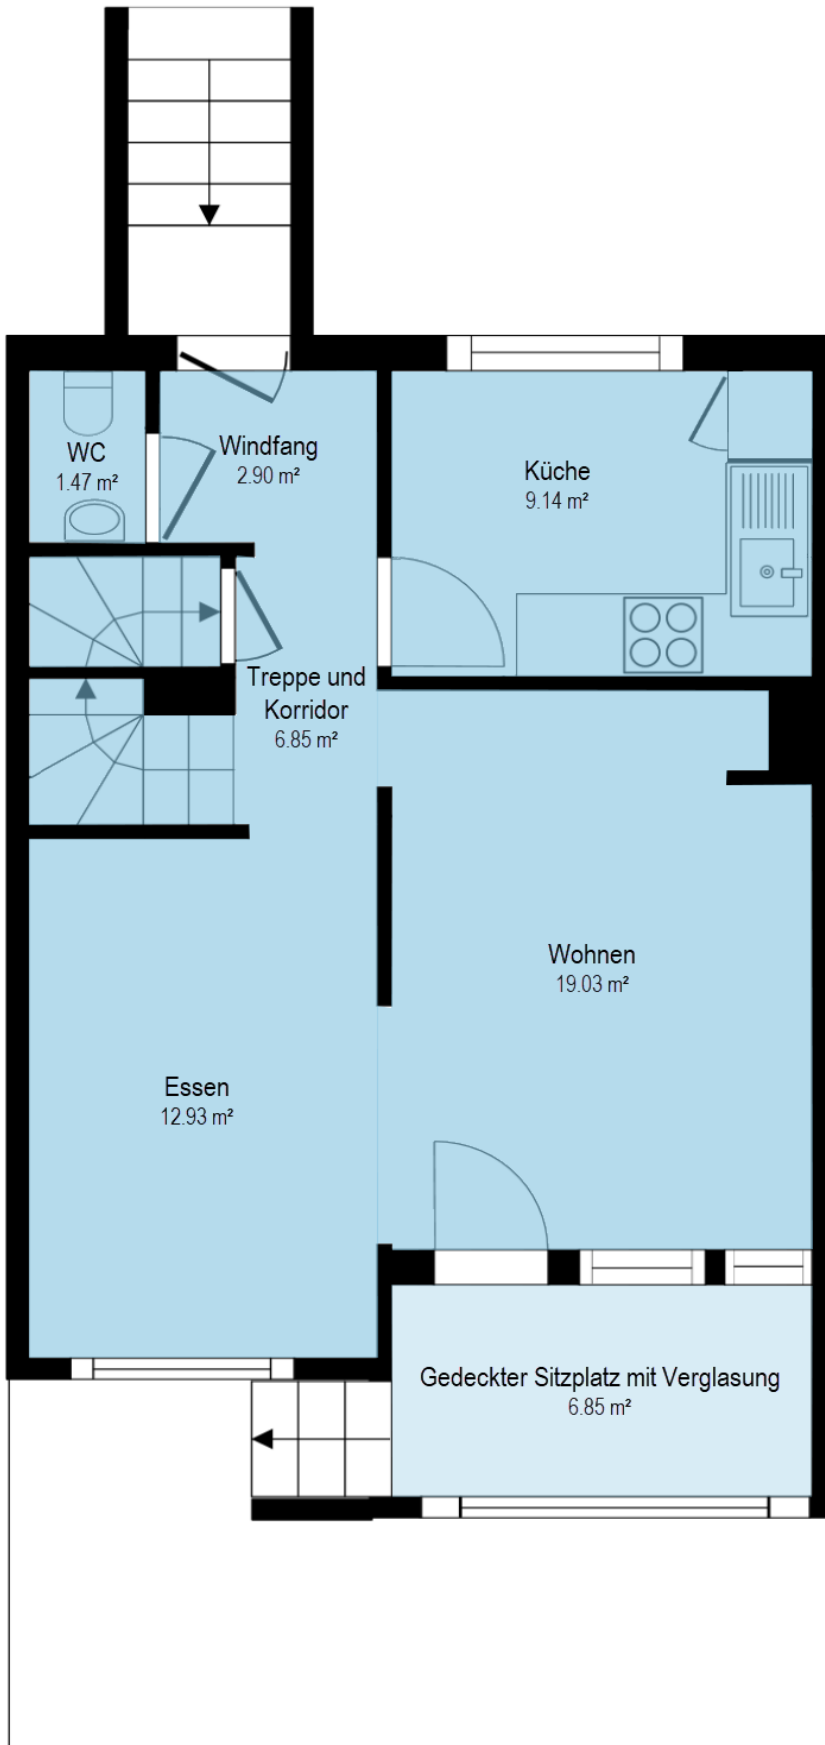 WC
1.47 m²
Windfang
2.90 m²
Küche
9.14 m²
Treppe und
Korridor
6.85 m²
Wohnen
19.03 m²
Essen
12.93 m²
Gedeckter Sitzplatz mit Verglasung
6.85 m²